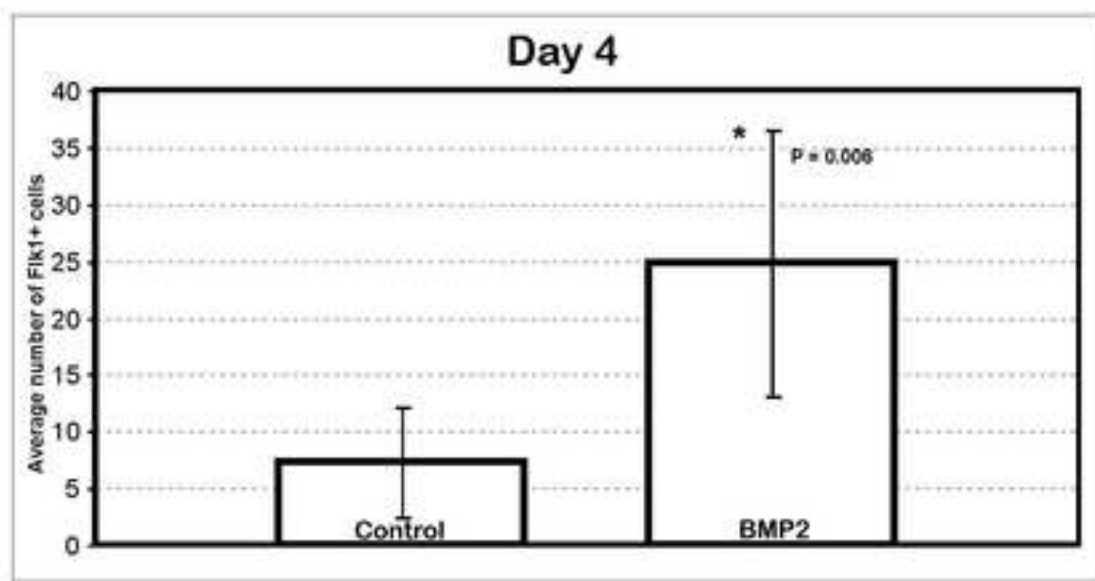 Day 4
Average number of Flk1+ cells
40
35
30
25
20
15
10
5
0
*
P = 0.006
Control
BMP2